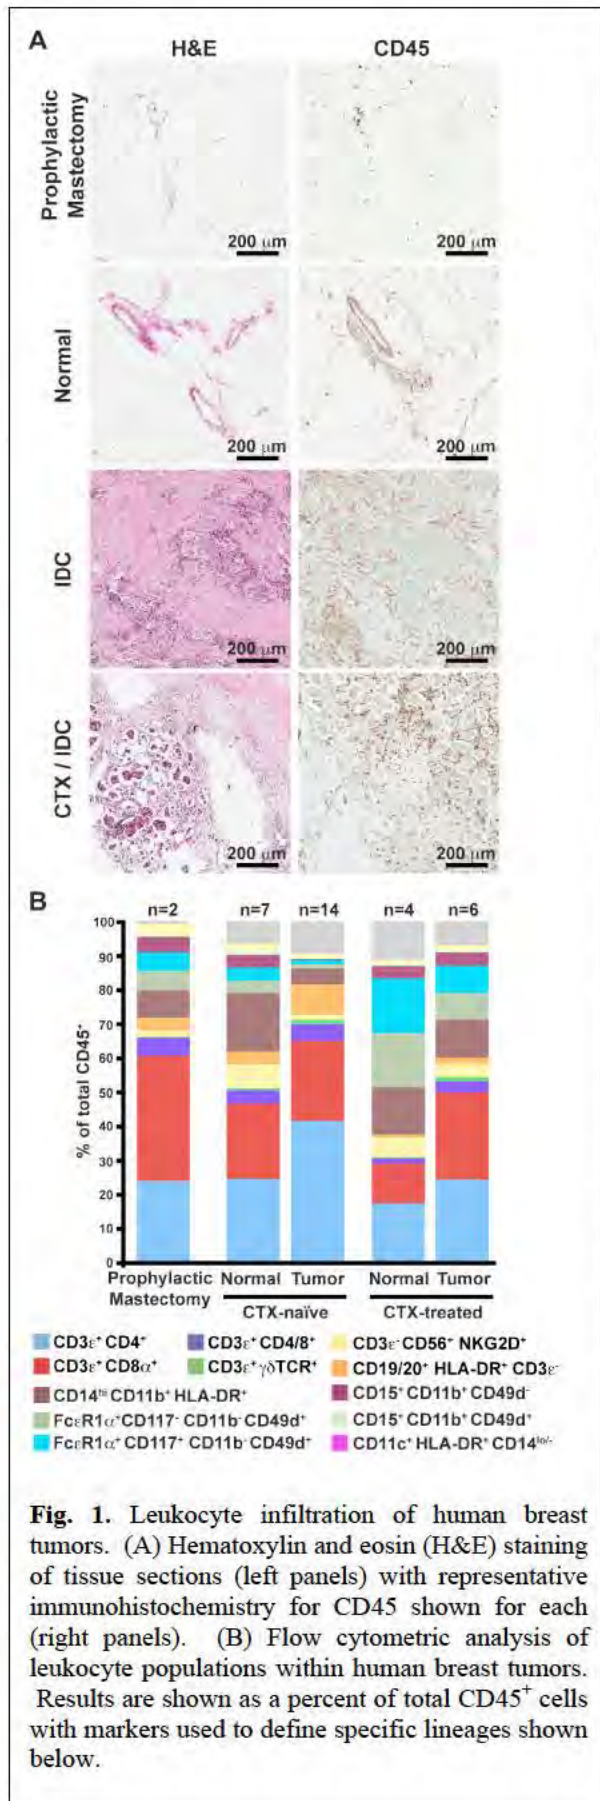 A
H&E CD45
Prophylactic
Mastectomy
200 μm 200 μm
Normal
200 μm 200 μm
IDC
200 μm 200 μm
CTX / IDC
200 μm 200 μm
B
n=2 n=7 n=14 n=4 n=6
% of total CD45⁺
100
90
80
70
60
50
40
30
20
10
0
Prophylactic Normal Tumor Normal Tumor
Mastectomy CTX-naïve CTX-treated
CD3ε⁺ CD4⁺ CD3ε⁺ CD4/8⁺ CD3ε⁻CD56⁺ NKG2D⁺
CD3ε⁺ CD8α⁺ CD3ε⁺γδTCR⁺ CD19/20⁺ HLA-DR⁺ CD3ε⁻
CD14ʰⁱ CD11b⁺ HLA-DR⁺ CD15⁺ CD11b⁺ CD49d⁻
FcεR1α⁺CD117⁻ CD11b⁻CD49d⁺ CD15⁺ CD11b⁺ CD49d⁺
FcεR1α⁺CD117⁺ CD11b⁻CD49d⁺ CD11c⁺ HLA-DR⁺ CD14ˡᵒ/⁻
Fig. 1. Leukocyte infiltration of human breast
tumors. (A) Hematoxylin and eosin (H&E) staining
of tissue sections (left panels) with representative
immunohistochemistry for CD45 shown for each
(right panels). (B) Flow cytometric analysis of
leukocyte populations within human breast tumors.
Results are shown as a percent of total CD45⁺ cells
with markers used to define specific lineages shown
below.